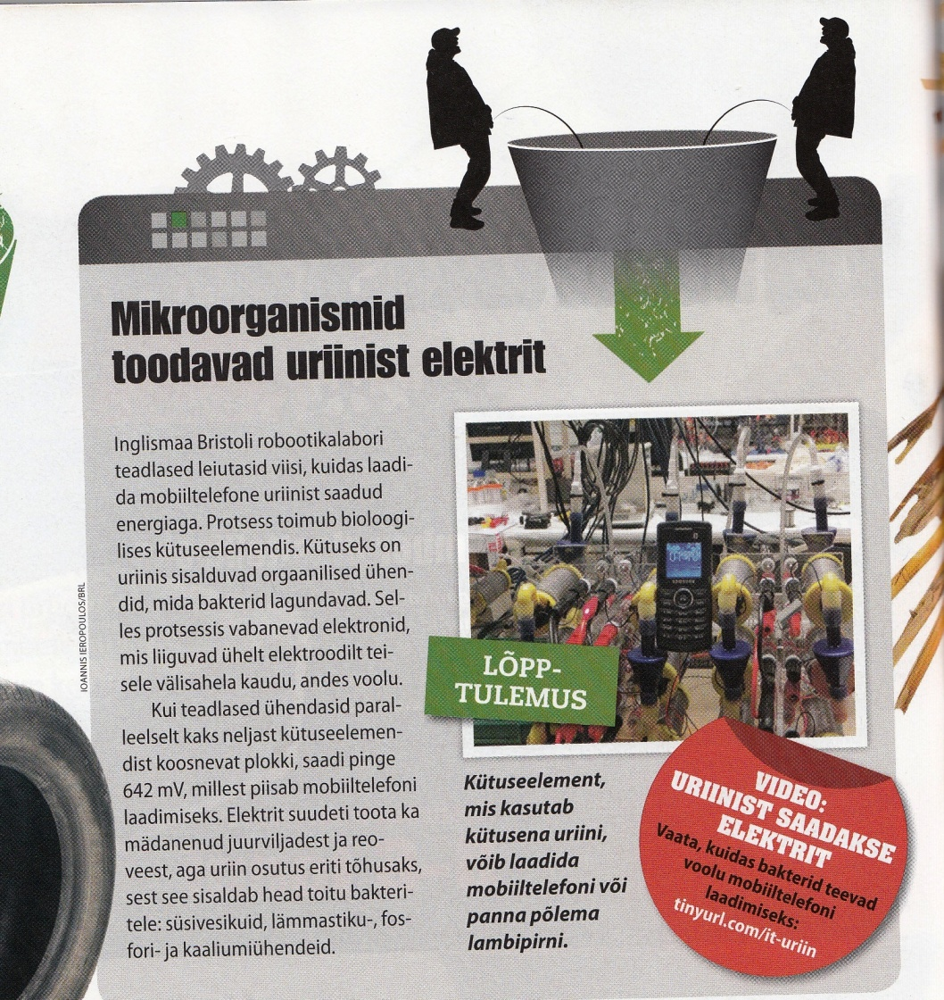 Mikroorganismid
toodavad uriinist elektrit
Inglismaa Bristoli robootikalabori
teadlased leiutasid viisi, kuidas laadi-
da mobiiltelefone uriinist saadud
energiaga. Protsess toimub bioloogi-
lises kütuseelemendis. Kütuseks on
uriinis sisalduvad orgaanilised ühen-
did, mida bakterid lagundavad. Sel-
les protsessis vabanevad elektronid,
mis liiguvad ühelt elektroodilt tei-
sele välisahela kaudu, andes voolu.
Kui teadlased ühendasid paral-
leelselt kaks neljast kütuseelemen-
dist koosnevat plokki, saadi pinge
642 mV, millest piisab mobiiltelefoni
laadimiseks. Elektrit suudeti toota ka
mädanenud juurviljadest ja reo-
veest, aga uriin osutus eriti tõhusaks,
sest see sisaldab head toitu bakteri-
tele: süsivesikuid, lämmastiku-, fos-
fori- ja kaaliumiühendeid.
IOANNIS IEROPOULOS/BRL
SAMSUNG
LÕPP-
TULEMUS
Kütuseelement,
mis kasutab
kütusena uriini,
võib laadida
mobiiltelefoni või
panna põlema
lambipirni.
VIDEO:
URIINIST SAADAKSE
ELEKTRIT
Vaata, kuidas bakterid teevad
voolu mobiiltelefoni
laadimiseks:
tinyurl.com/it-uriin